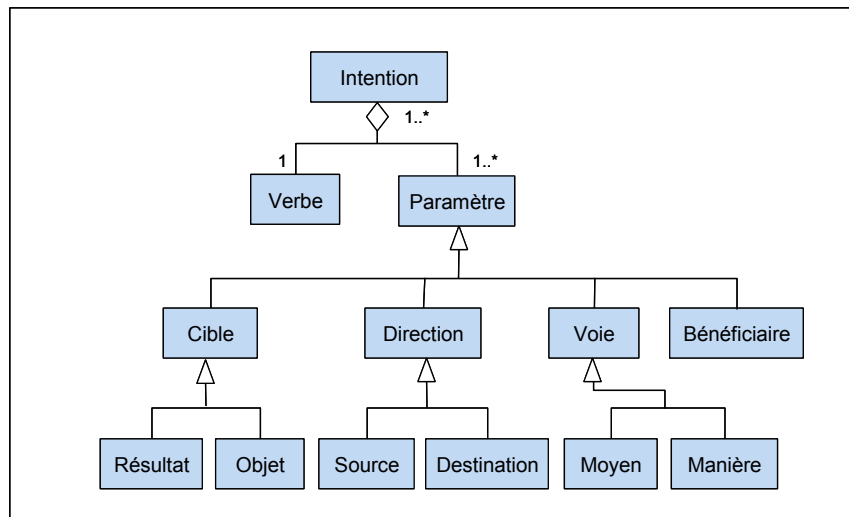 Intention
1..*
1
1..*
Verbe
Paramètre
Cible
Direction
Voie
Bénéficiaire
Résultat
Objet
Source
Destination
Moyen
Manière